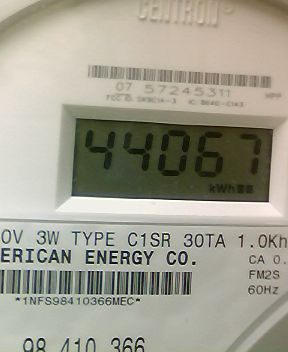 CENTRON
07 57245311
44067
kWh
0V 3W TYPE C1SR 30TA 1.0Kh
ERICAN ENERGY CO.
CA 0.
FM2S
60Hz
*1NFS98410366MEC*
98 410 366